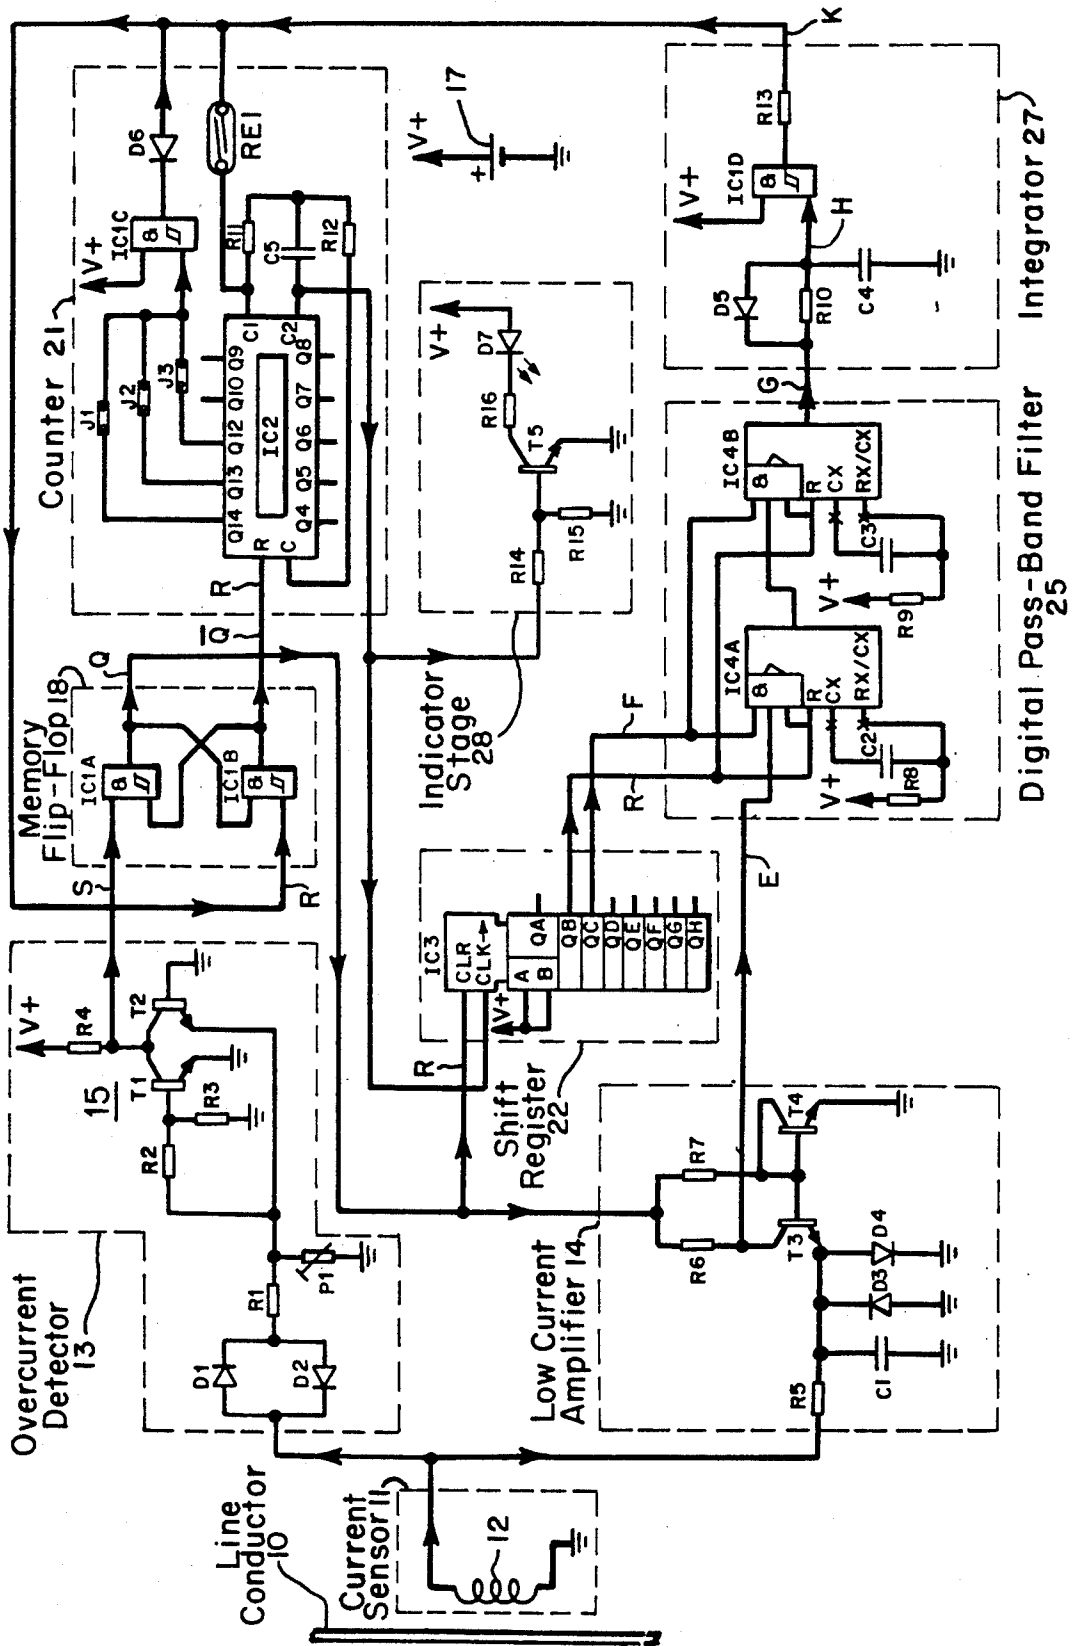 Line
Conductor
10
Current
Sensor 11
12
Overcurrent
Detector
13
D1
D2
R1
P1
R2
R3
15
T1
T2
R4
V+
S
R
Memory
Flip-Flop 18
IC1A
&
IC1B
&
Q
Q̅
R
Counter 21
J1
J2
J3
Q14
Q13
Q12
Q10
Q9
R
C
IC2
C1
C2
Q4
Q5
Q6
Q7
Q8
V+
IC1C
&
D6
RE1
R11
C5
R12
V+
+
17
Indicator
Stage
28
R14
R15
T5
R16
D7
V+
Shift
Register
22
R
IC3
CLR
CLK
V+
A
B
QA
QB
QC
QD
QE
QF
QG
QH
Low Current
Amplifier 14
R5
C1
D3
D4
T3
T4
R6
R7
E
R
F
Digital Pass-Band Filter
25
IC4A
&
R
CX
RX/CX
C2
R8
V+
IC4B
&
R
CX
RX/CX
C3
R9
V+
G
Integrator 27
D5
R10
C4
H
V+
IC1D
&
R13
K